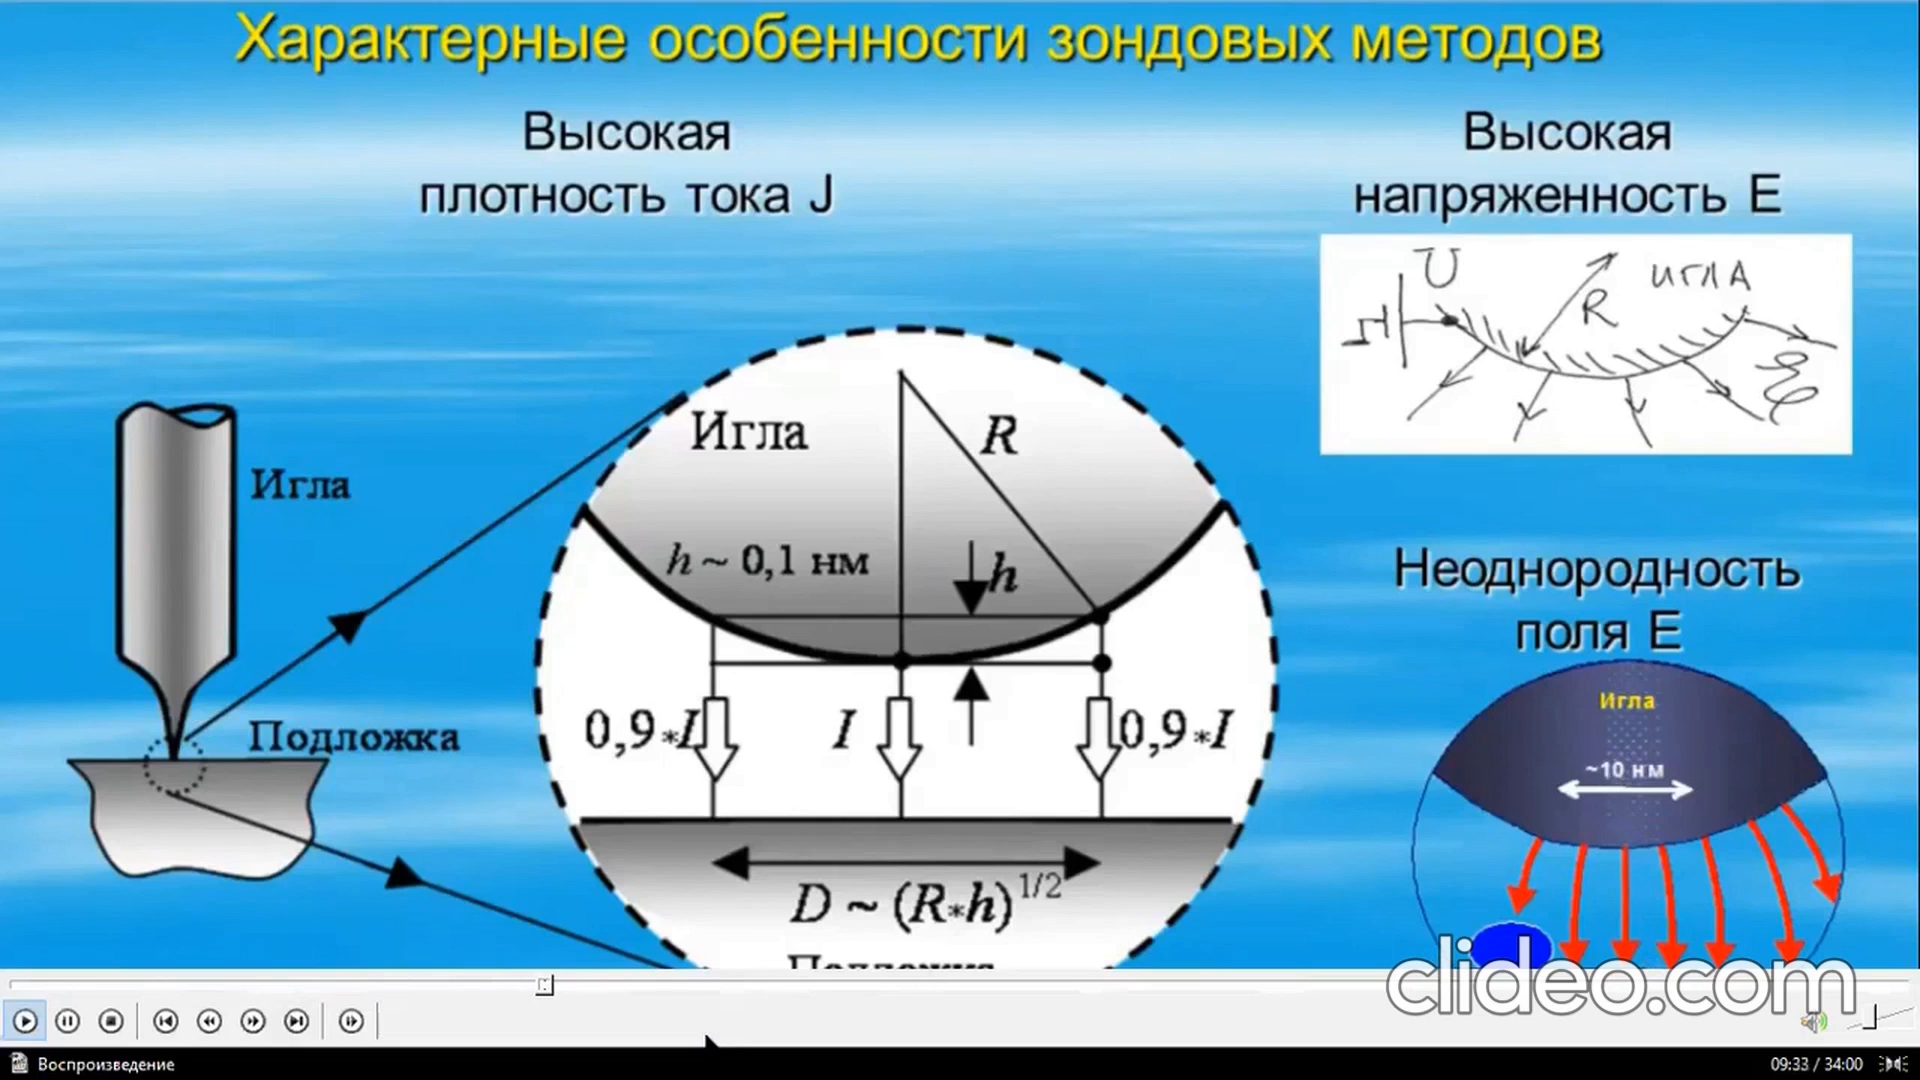 Характерные особенности зондовых методов
Высокая
плотность тока J
Высокая
напряженность E
U
R
ИГЛА
Игла
Подложка
Игла
R
h ~ 0,1 нм
h
0,9*I
I
0,9*I
D ~ (R*h)^1/2
Подложка
Неоднородность
поля E
Игла
~10 нм
clideo.com
Воспроизведение
09:33 / 34:00